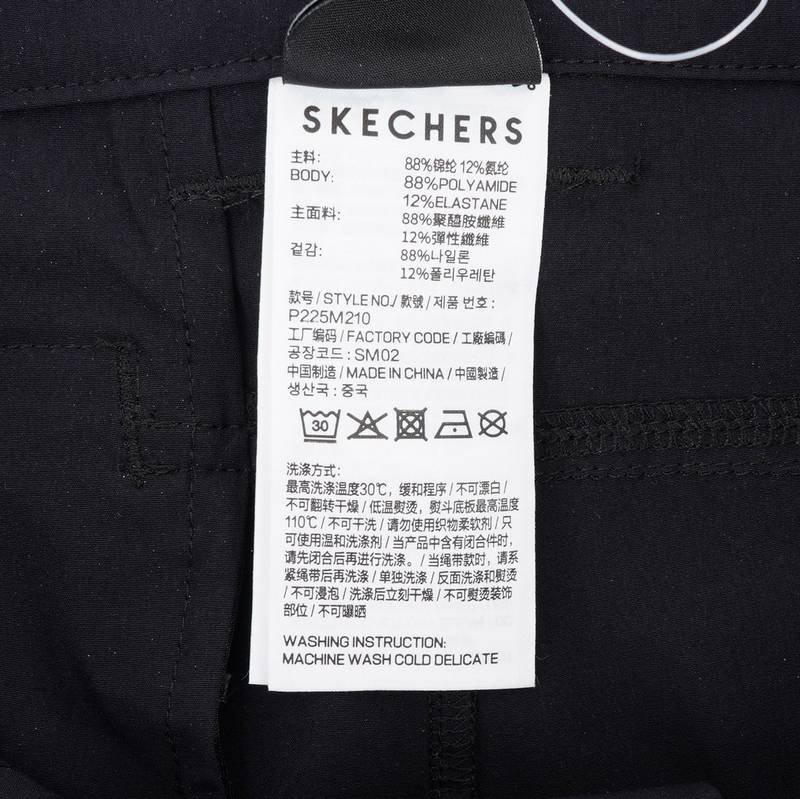 SKECHERS
主料: 88%锦纶 12%氨纶
BODY: 88%POLYAMIDE
12%ELASTANE
主面料: 88%聚醯胺纖維
12%彈性纖維
겉감: 88%나일론
12%폴리우레탄
款号 / STYLE NO./ 款號 / 제품 번호 :
P225M210
工厂编码 / FACTORY CODE / 工廠編碼 /
공장코드 : SM02
中国制造 / MADE IN CHINA / 中國製造 /
생산국 : 중국
30
洗涤方式:
最高洗涤温度30℃, 缓和程序 / 不可漂白 /
不可翻转干燥 / 低温熨烫, 熨斗底板最高温度
110℃ / 不可干洗 / 请勿使用织物柔软剂 / 只
可使用温和洗涤剂 / 当产品中含有闭合件时,
请先闭合后再进行洗涤。 / 当绳带款时, 请系
紧绳带后再洗涤 / 单独洗涤 / 反面洗涤和熨烫
/ 不可浸泡 / 洗涤后立刻干燥 / 不可熨烫装饰
部位 / 不可曝晒
WASHING INSTRUCTION:
MACHINE WASH COLD DELICATE